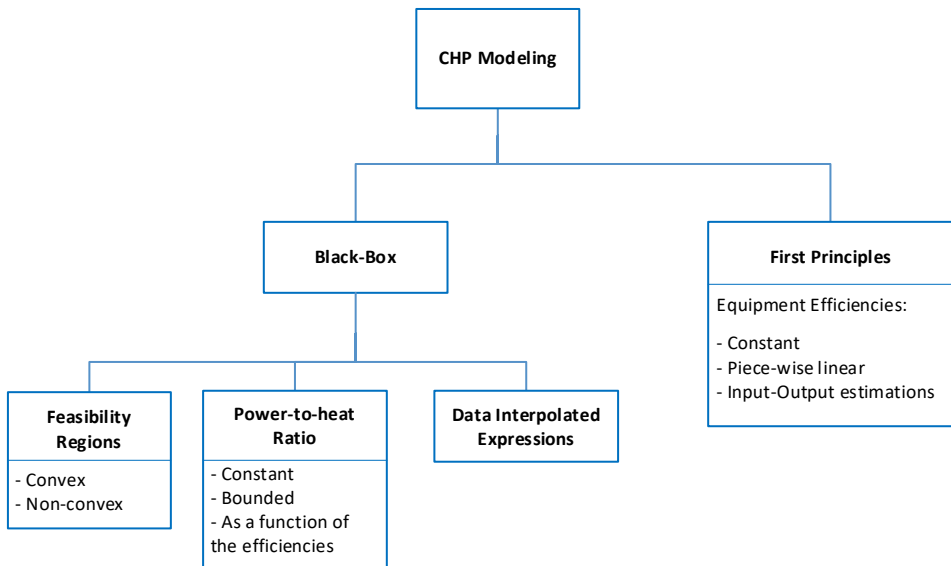 CHP Modeling
Black-Box
First Principles
Equipment Efficiencies:
- Constant
- Piece-wise linear
- Input-Output estimations
Feasibility
Regions
- Convex
- Non-convex
Power-to-heat
Ratio
- Constant
- Bounded
- As a function of
the efficiencies
Data Interpolated
Expressions